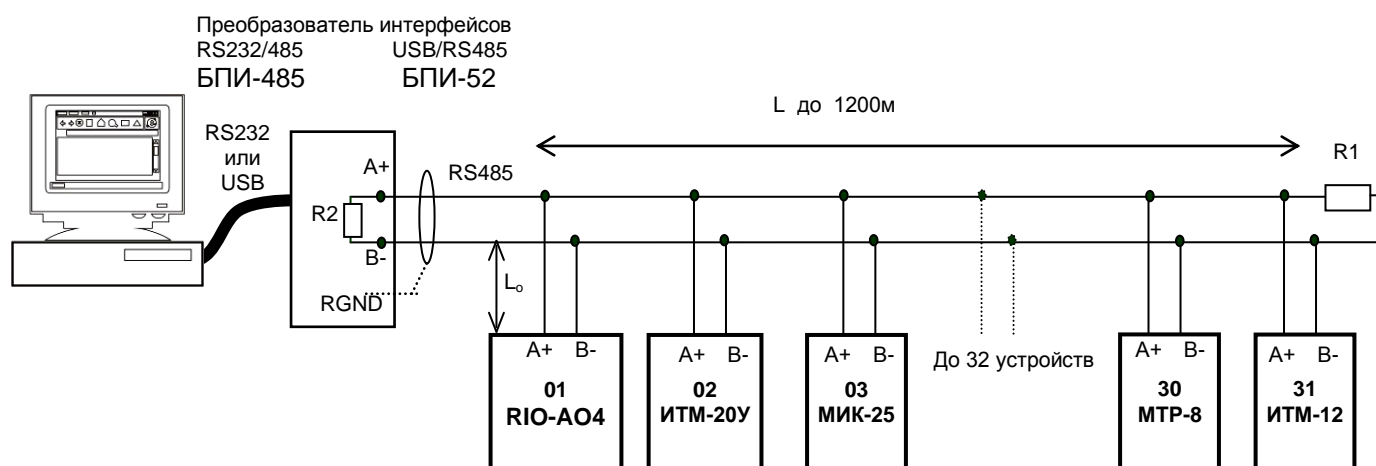 Преобразователь интерфейсов
RS232/485 USB/RS485
БПИ-485 БПИ-52
L до 1200м
RS232
или
USB
A+
RS485
R1
R2
B-
RGND
Lo
A+ B-
01
RIO-AO4
A+ B-
02
ИТМ-20У
A+ B-
03
МИК-25
До 32 устройств
A+ B-
30
МТР-8
A+ B-
31
ИТМ-12